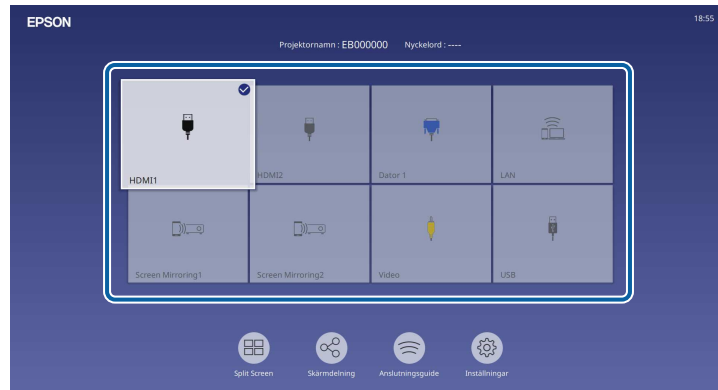 EPSON
18:55
Projektornamn : EB000000 Nyckelord : ----
HDMI1
HDMI2
Dator 1
LAN
Screen Mirroring1
Screen Mirroring2
Video
USB
Split Screen
Skärmdelning
Anslutningsguide
Inställningar